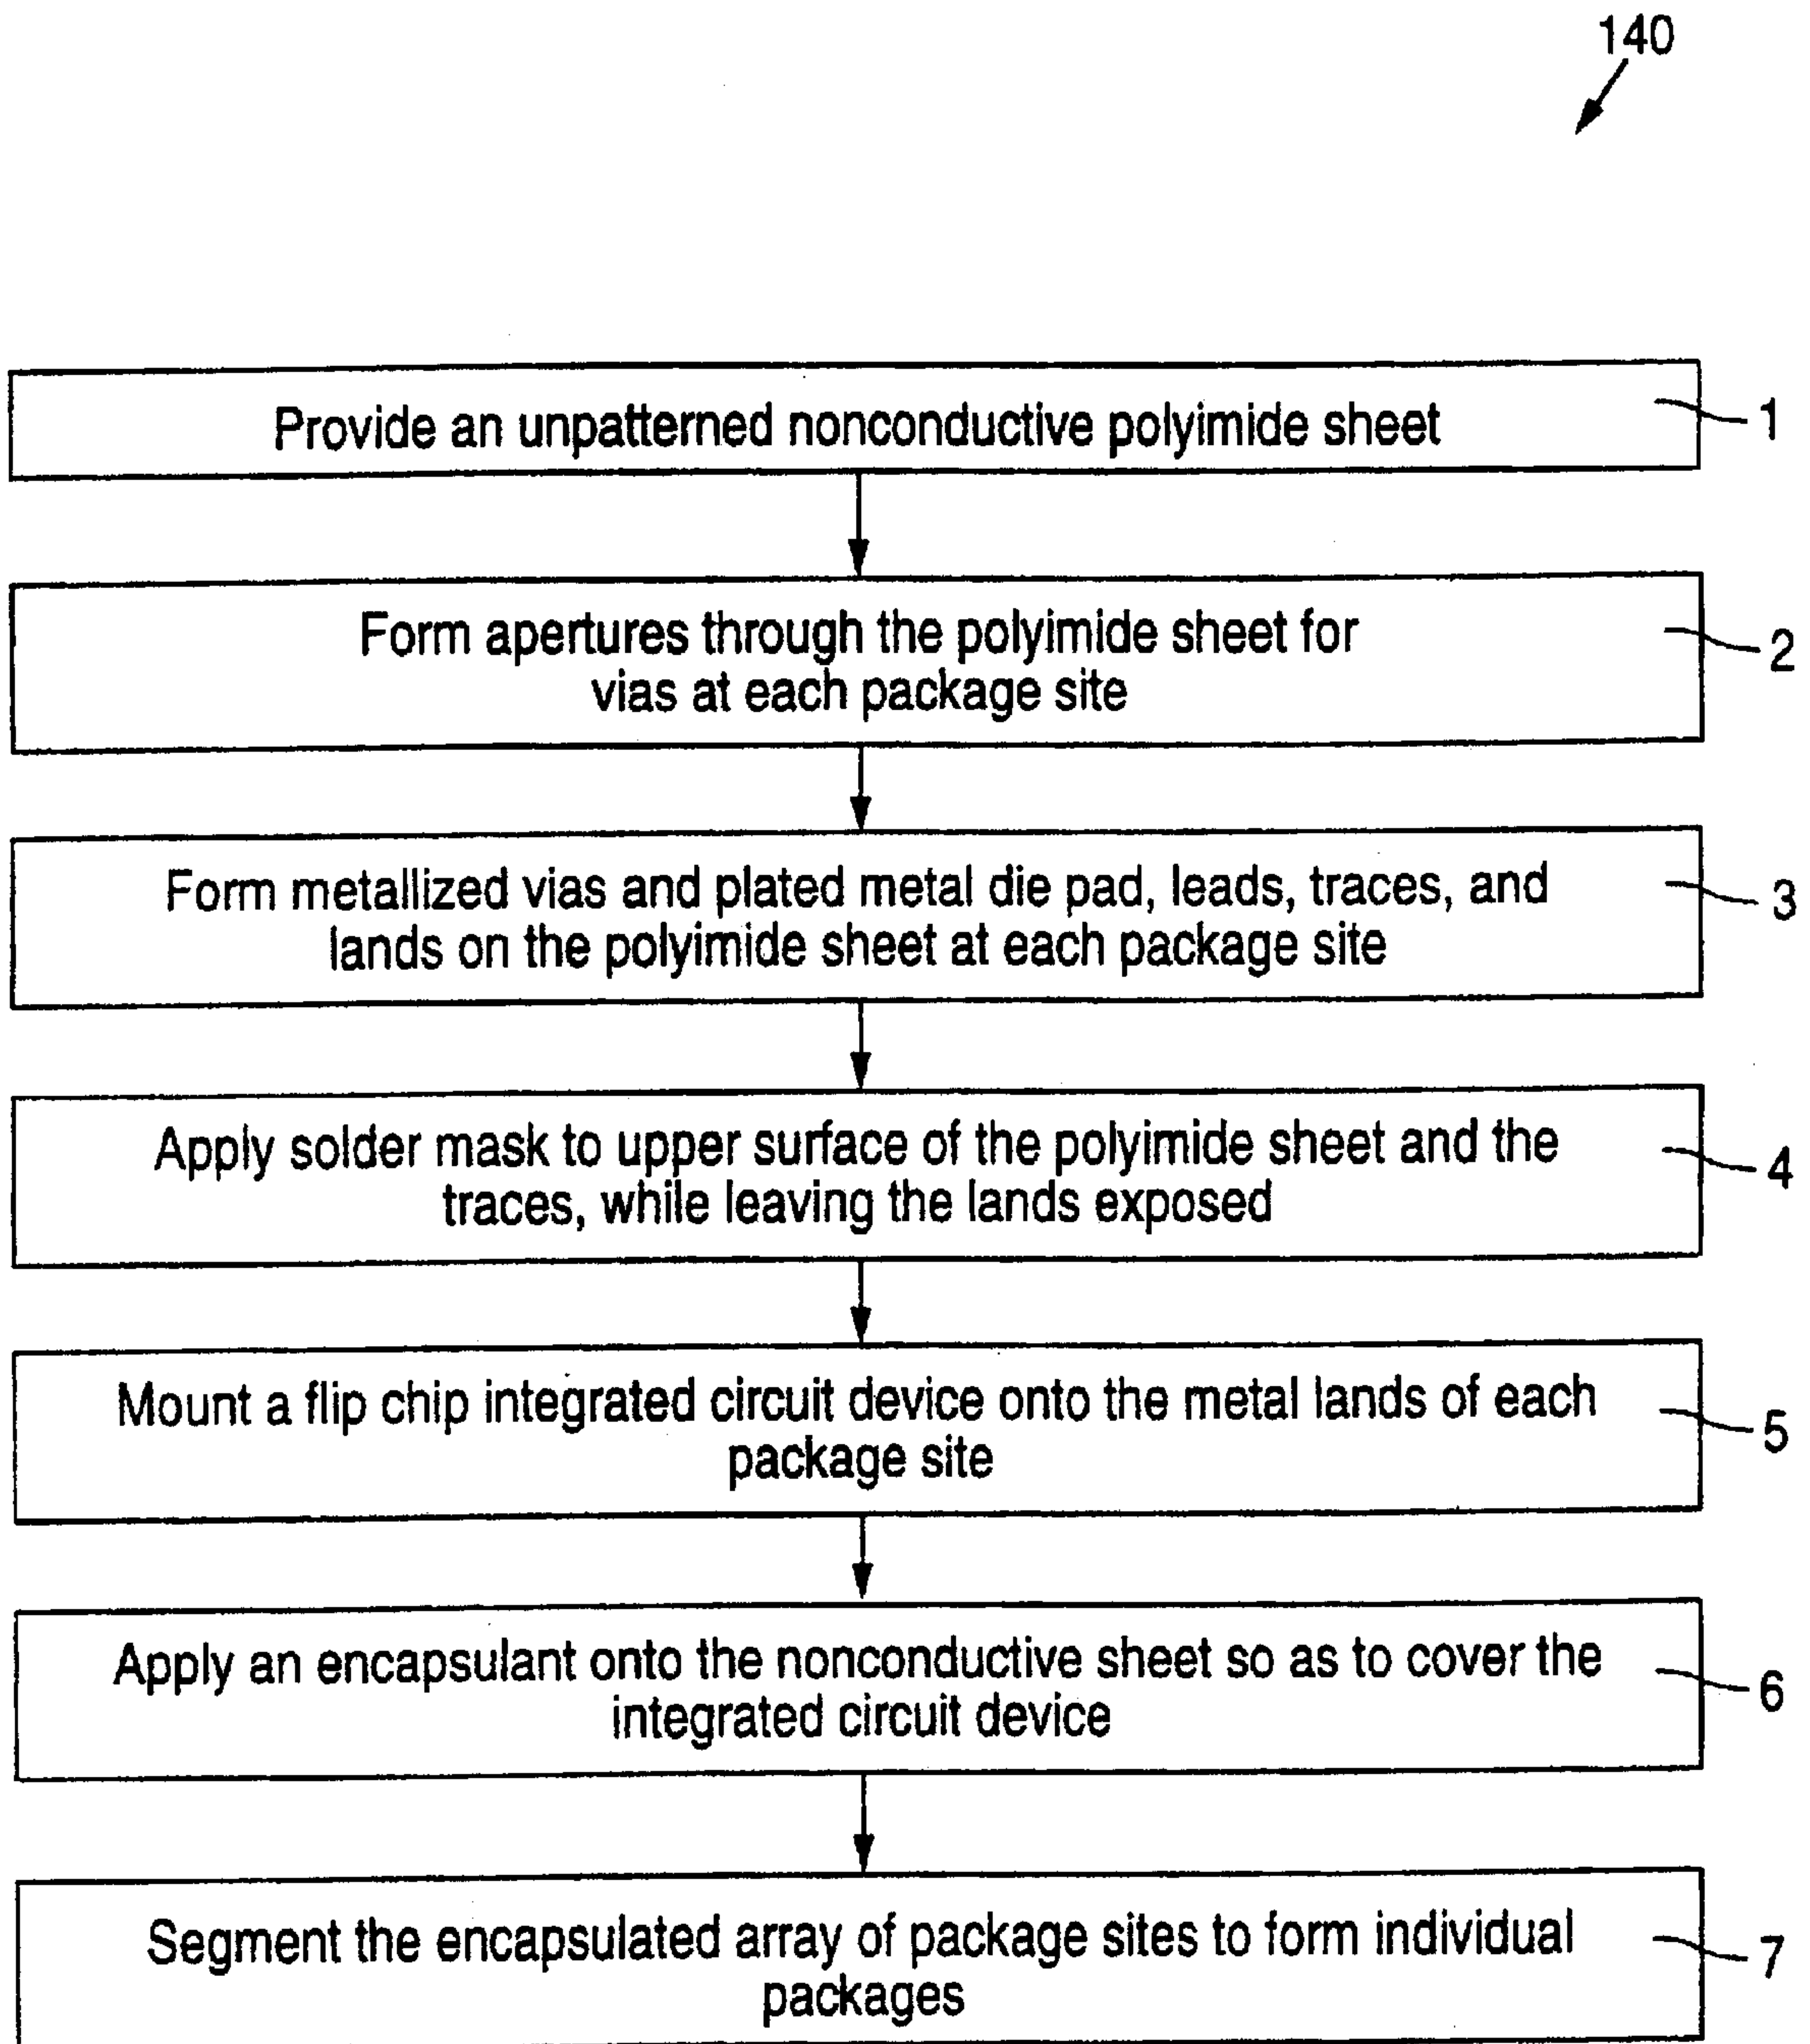 140
Provide an unpatterned nonconductive polyimide sheet
1
Form apertures through the polyimide sheet for
vias at each package site
2
Form metallized vias and plated metal die pad, leads, traces, and
lands on the polyimide sheet at each package site
3
Apply solder mask to upper surface of the polyimide sheet and the
traces, while leaving the lands exposed
4
Mount a flip chip integrated circuit device onto the metal lands of each
package site
5
Apply an encapsulant onto the nonconductive sheet so as to cover the
integrated circuit device
6
Segment the encapsulated array of package sites to form individual
packages
7